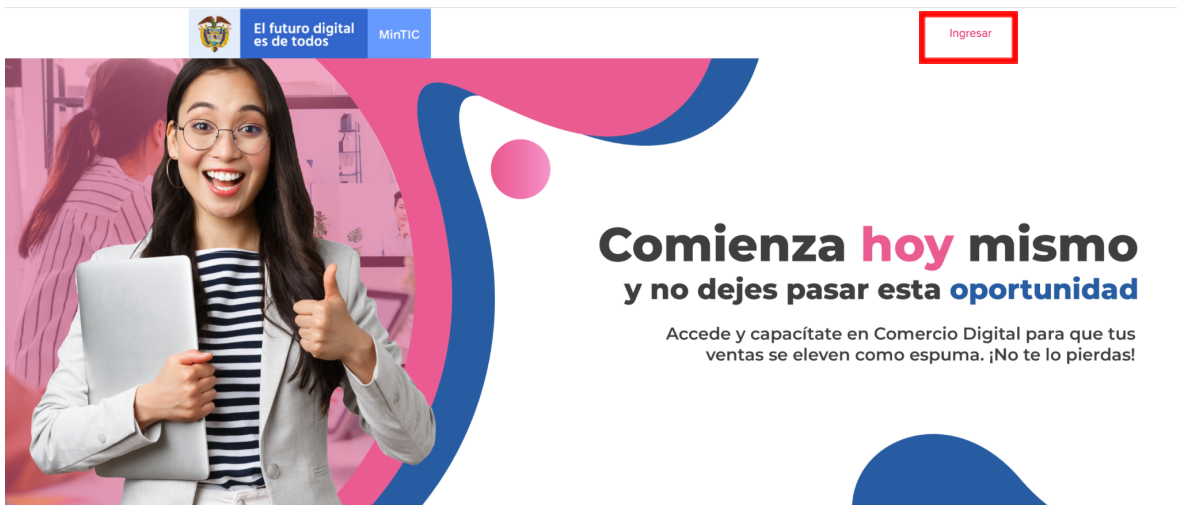 El futuro digital
es de todos
MinTIC
Ingresar
Comienza hoy mismo
y no dejes pasar esta oportunidad
Accede y capacítate en Comercio Digital para que tus
ventas se eleven como espuma. ¡No te lo pierdas!